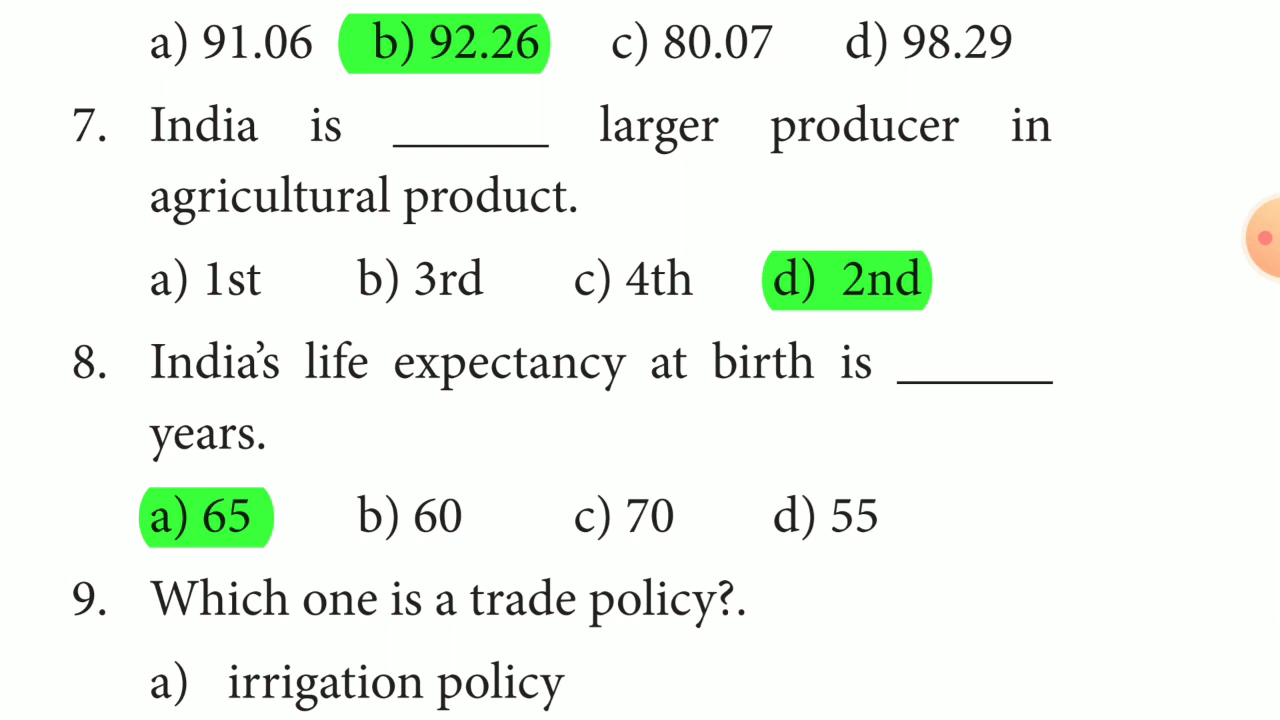 a) 91.06 b) 92.26 c) 80.07 d) 98.29
7. India is ______ larger producer in
agricultural product.
a) 1st b) 3rd c) 4th d) 2nd
8. India’s life expectancy at birth is ______
years.
a) 65 b) 60 c) 70 d) 55
9. Which one is a trade policy?.
a) irrigation policy